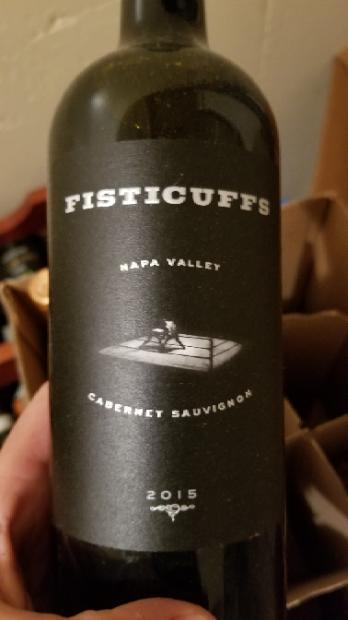 FISTICUFFS
NAPA VALLEY
CABERNET SAUVIGNON
2015